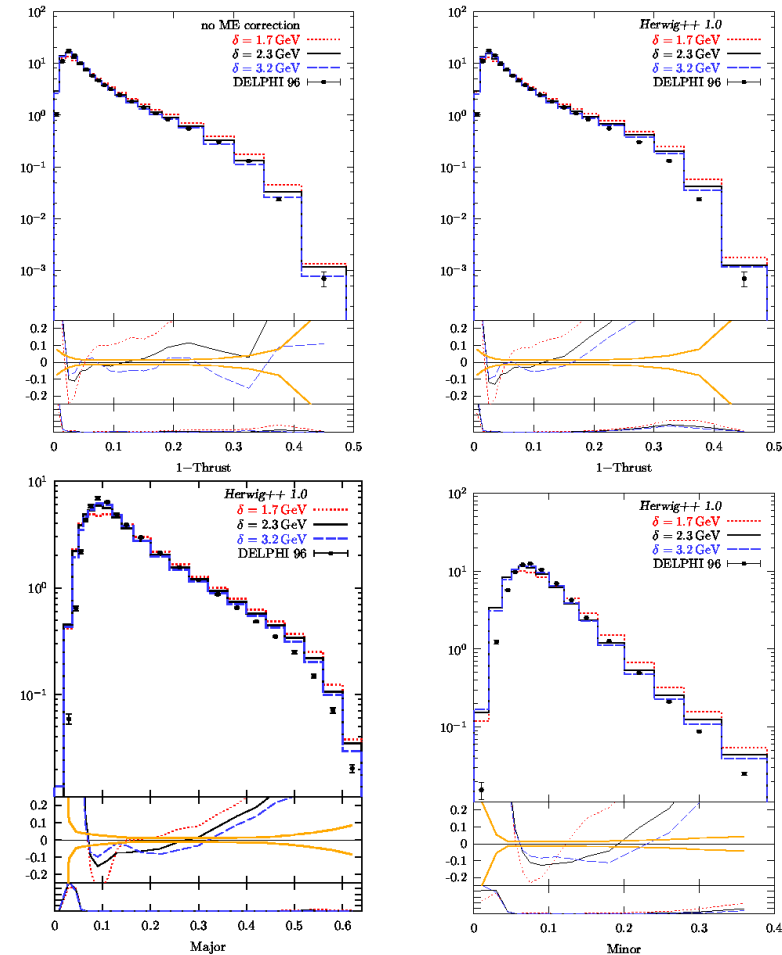 no ME correction
δ = 1.7 GeV
δ = 2.3 GeV
δ = 3.2 GeV
DELPHI 96
10²
10¹
10⁰
10⁻¹
10⁻²
10⁻³
0.2
0.1
0
-0.1
-0.2
0 0.1 0.2 0.3 0.4 0.5
1−Thrust
Herwig++ 1.0
δ = 1.7 GeV
δ = 2.3 GeV
δ = 3.2 GeV
DELPHI 96
10²
10¹
10⁰
10⁻¹
10⁻²
10⁻³
0.2
0.1
0
-0.1
-0.2
0 0.1 0.2 0.3 0.4 0.5
1−Thrust
Herwig++ 1.0
δ = 1.7 GeV
δ = 2.3 GeV
δ = 3.2 GeV
DELPHI 96
10¹
10⁰
10⁻¹
0.2
0.1
0
-0.1
-0.2
0 0.1 0.2 0.3 0.4 0.5 0.6
Major
Herwig++ 1.0
δ = 1.7 GeV
δ = 2.3 GeV
δ = 3.2 GeV
DELPHI 96
10²
10¹
10⁰
10⁻¹
0.2
0.1
0
-0.1
-0.2
0 0.1 0.2 0.3 0.4
Minor